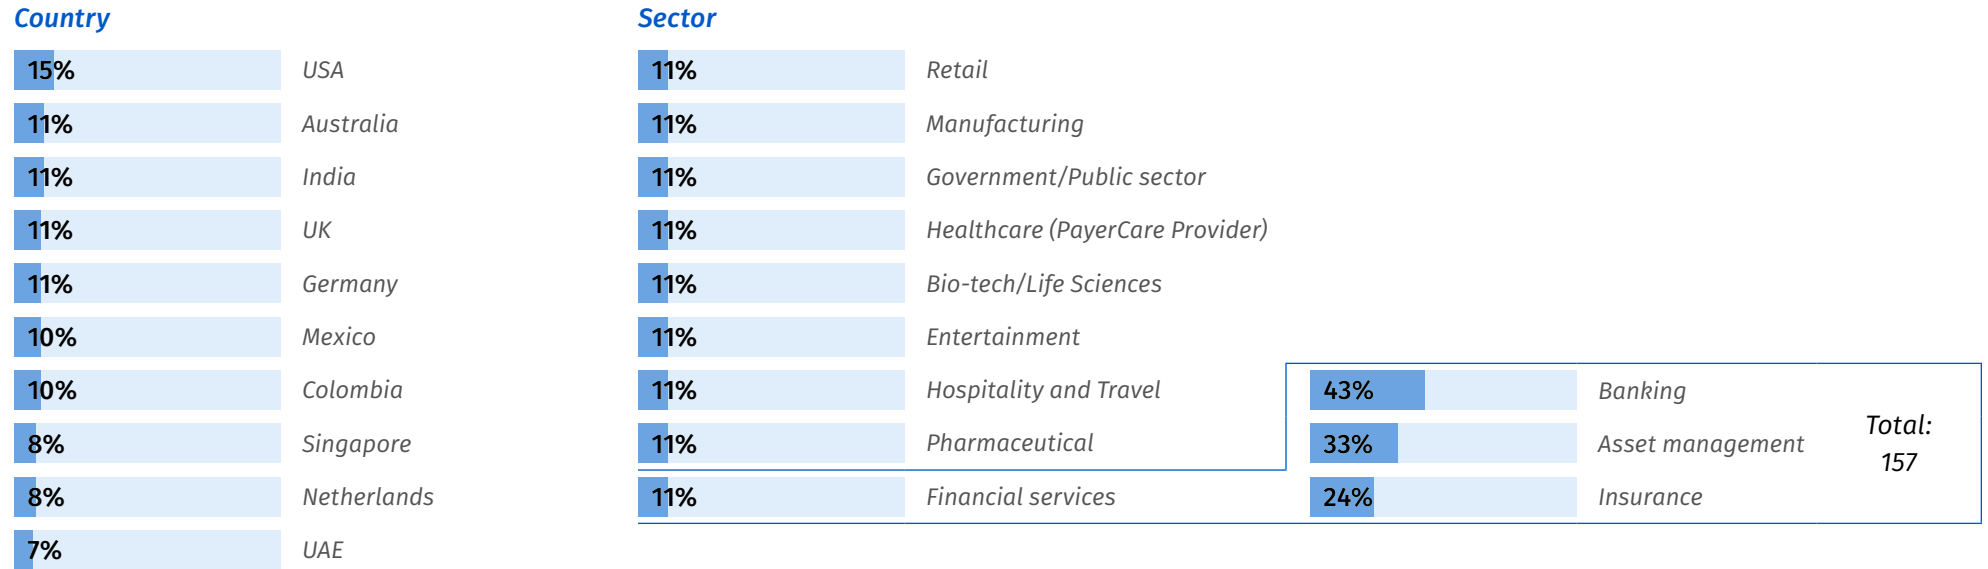 Country
15% USA
11% Australia
11% India
11% UK
11% Germany
10% Mexico
10% Colombia
8% Singapore
8% Netherlands
7% UAE
Sector
11% Retail
11% Manufacturing
11% Government/Public sector
11% Healthcare (PayerCare Provider)
11% Bio-tech/Life Sciences
11% Entertainment
11% Hospitality and Travel
11% Pharmaceutical
11% Financial services
43% Banking
33% Asset management
24% Insurance
Total:
157